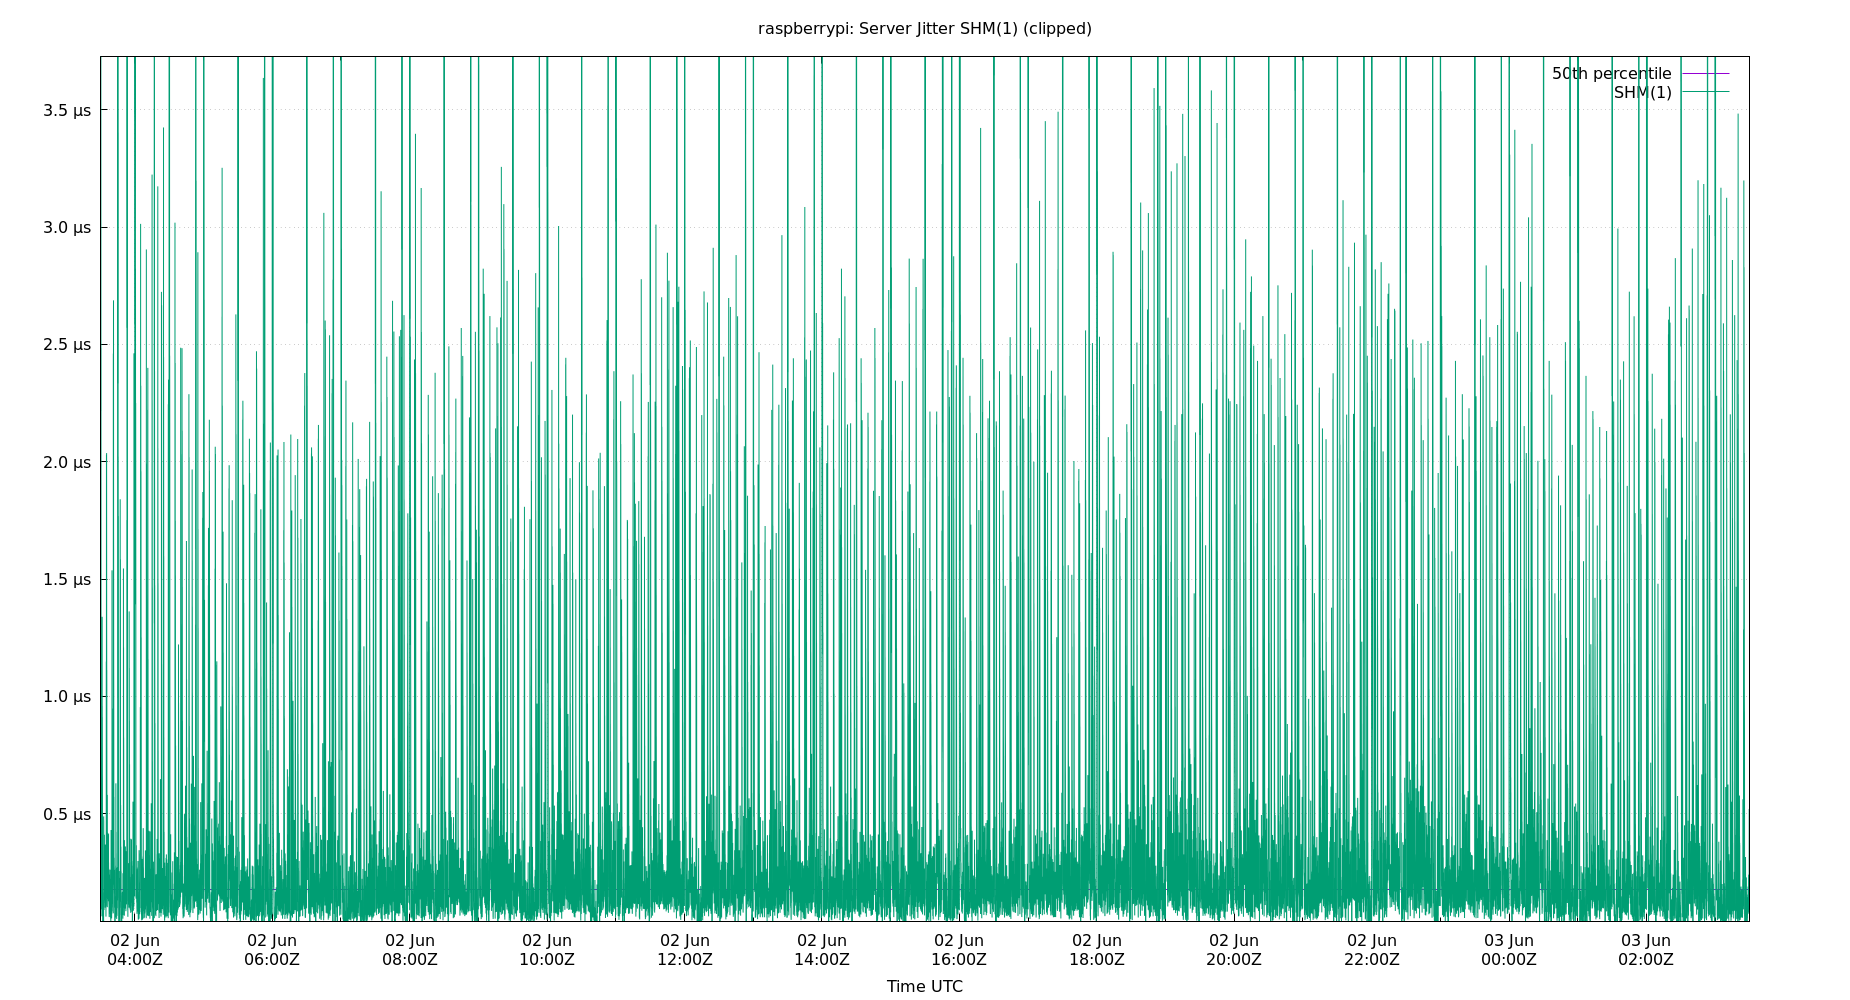 raspberrypi: Server Jitter SHM(1) (clipped)
50th percentile
SHM(1)
3.5 µs
3.0 µs
2.5 µs
2.0 µs
1.5 µs
1.0 µs
0.5 µs
02 Jun 02 Jun 02 Jun 02 Jun 02 Jun 02 Jun 02 Jun 02 Jun 02 Jun 02 Jun 03 Jun 03 Jun
04:00Z 06:00Z 08:00Z 10:00Z 12:00Z 14:00Z 16:00Z 18:00Z 20:00Z 22:00Z 00:00Z 02:00Z
Time UTC